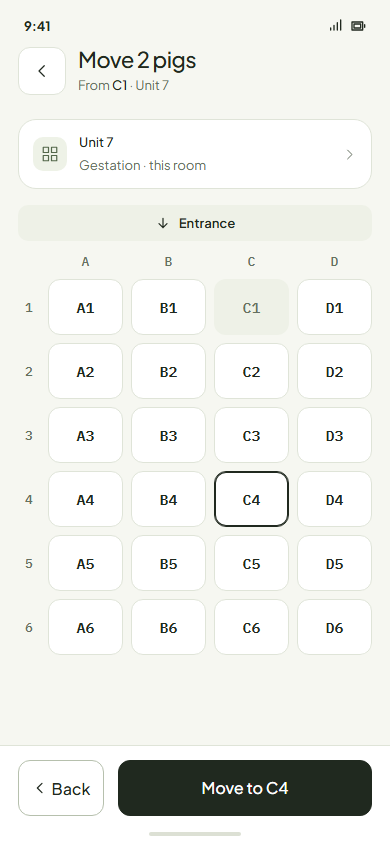 9:41
Move 2 pigs
From C1 · Unit 7
Unit 7
Gestation · this room
Entrance
A B C D
1 A1 B1 C1 D1
2 A2 B2 C2 D2
3 A3 B3 C3 D3
4 A4 B4 C4 D4
5 A5 B5 C5 D5
6 A6 B6 C6 D6
Back Move to C4